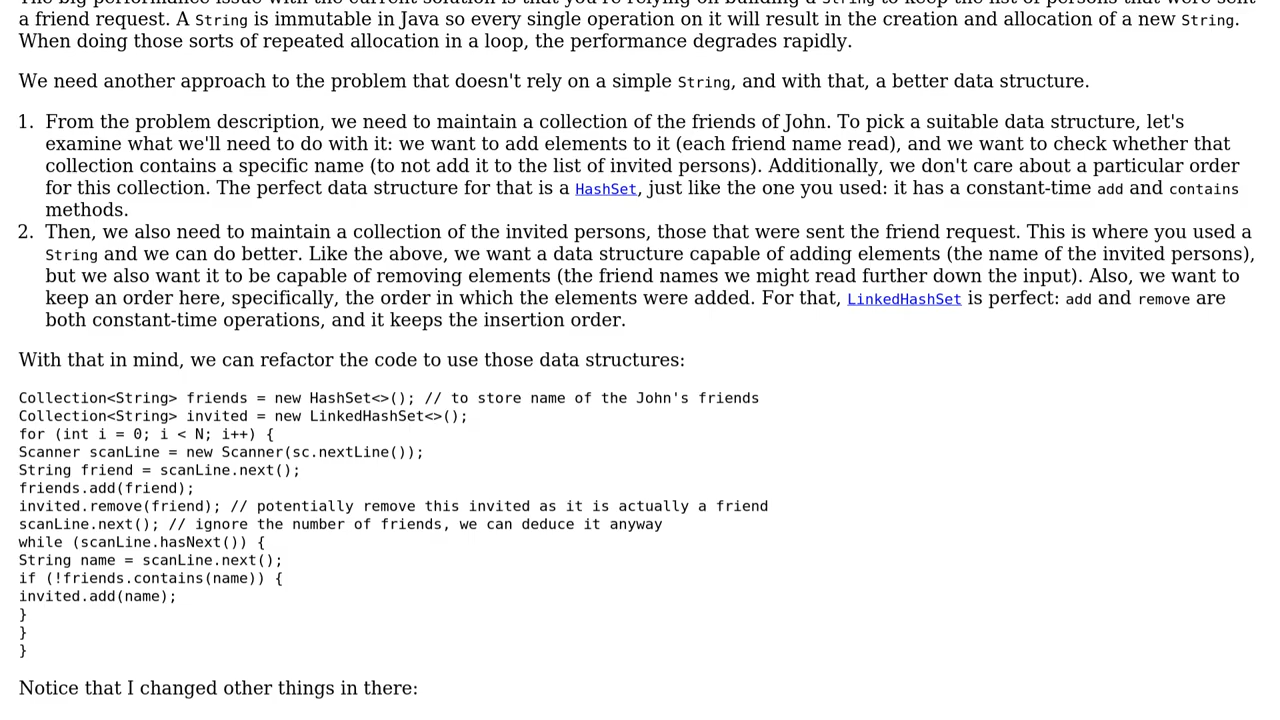 a friend request. A String is immutable in Java so every single operation on it will result in the creation and allocation of a new String.
When doing those sorts of repeated allocation in a loop, the performance degrades rapidly.
We need another approach to the problem that doesn't rely on a simple String, and with that, a better data structure.
1. From the problem description, we need to maintain a collection of the friends of John. To pick a suitable data structure, let's
examine what we'll need to do with it: we want to add elements to it (each friend name read), and we want to check whether that
collection contains a specific name (to not add it to the list of invited persons). Additionally, we don't care about a particular order
for this collection. The perfect data structure for that is a HashSet, just like the one you used: it has a constant-time add and contains
methods.
2. Then, we also need to maintain a collection of the invited persons, those that were sent the friend request. This is where you used a
String and we can do better. Like the above, we want a data structure capable of adding elements (the name of the invited persons),
but we also want it to be capable of removing elements (the friend names we might read further down the input). Also, we want to
keep an order here, specifically, the order in which the elements were added. For that, LinkedHashSet is perfect: add and remove are
both constant-time operations, and it keeps the insertion order.
With that in mind, we can refactor the code to use those data structures:
Collection<String> friends = new HashSet<>(); // to store name of the John's friends
Collection<String> invited = new LinkedHashSet<>();
for (int i = 0; i < N; i++) {
Scanner scanLine = new Scanner(sc.nextLine());
String friend = scanLine.next();
friends.add(friend);
invited.remove(friend); // potentially remove this invited as it is actually a friend
scanLine.next(); // ignore the number of friends, we can deduce it anyway
while (scanLine.hasNext()) {
String name = scanLine.next();
if (!friends.contains(name)) {
invited.add(name);
}
}
}
Notice that I changed other things in there: